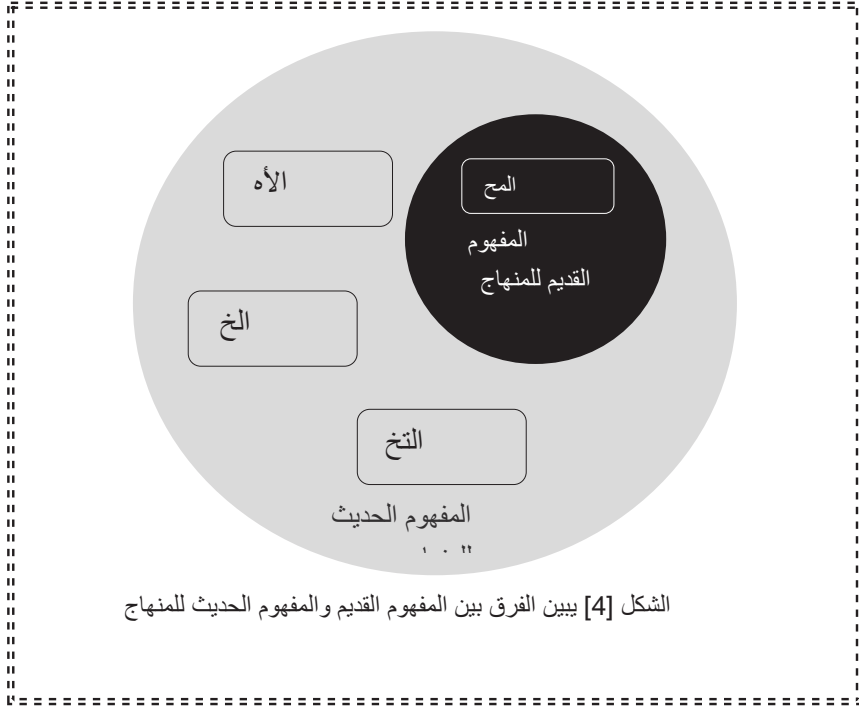 الأه
المح
المفهوم
القديم للمنهاج
الخ
التخ
المفهوم الحديث
الشكل [4] يبين الفرق بين المفهوم القديم والمفهوم الحديث للمنهاج